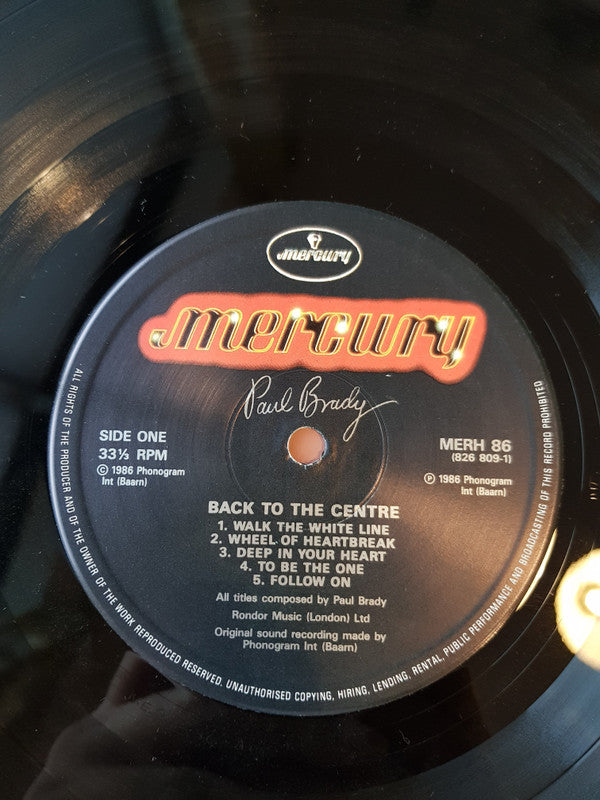 mercury
mercury
Paul Brady
SIDE ONE
33⅓ RPM
© 1986 Phonogram
Int (Baarn)
MERH 86
(826 809-1)
℗ 1986 Phonogram
Int (Baarn)
BACK TO THE CENTRE
1. WALK THE WHITE LINE
2. WHEEL OF HEARTBREAK
3. DEEP IN YOUR HEART
4. TO BE THE ONE
5. FOLLOW ON
All titles composed by Paul Brady
Rondor Music (London) Ltd
Original sound recording made by
Phonogram Int (Baarn)
ALL RIGHTS OF THE PRODUCER AND OF THE OWNER OF THE WORK REPRODUCED RESERVED. UNAUTHORISED COPYING, HIRING, LENDING, RENTAL, PUBLIC PERFORMANCE AND BROADCASTING OF THIS RECORD PROHIBITED